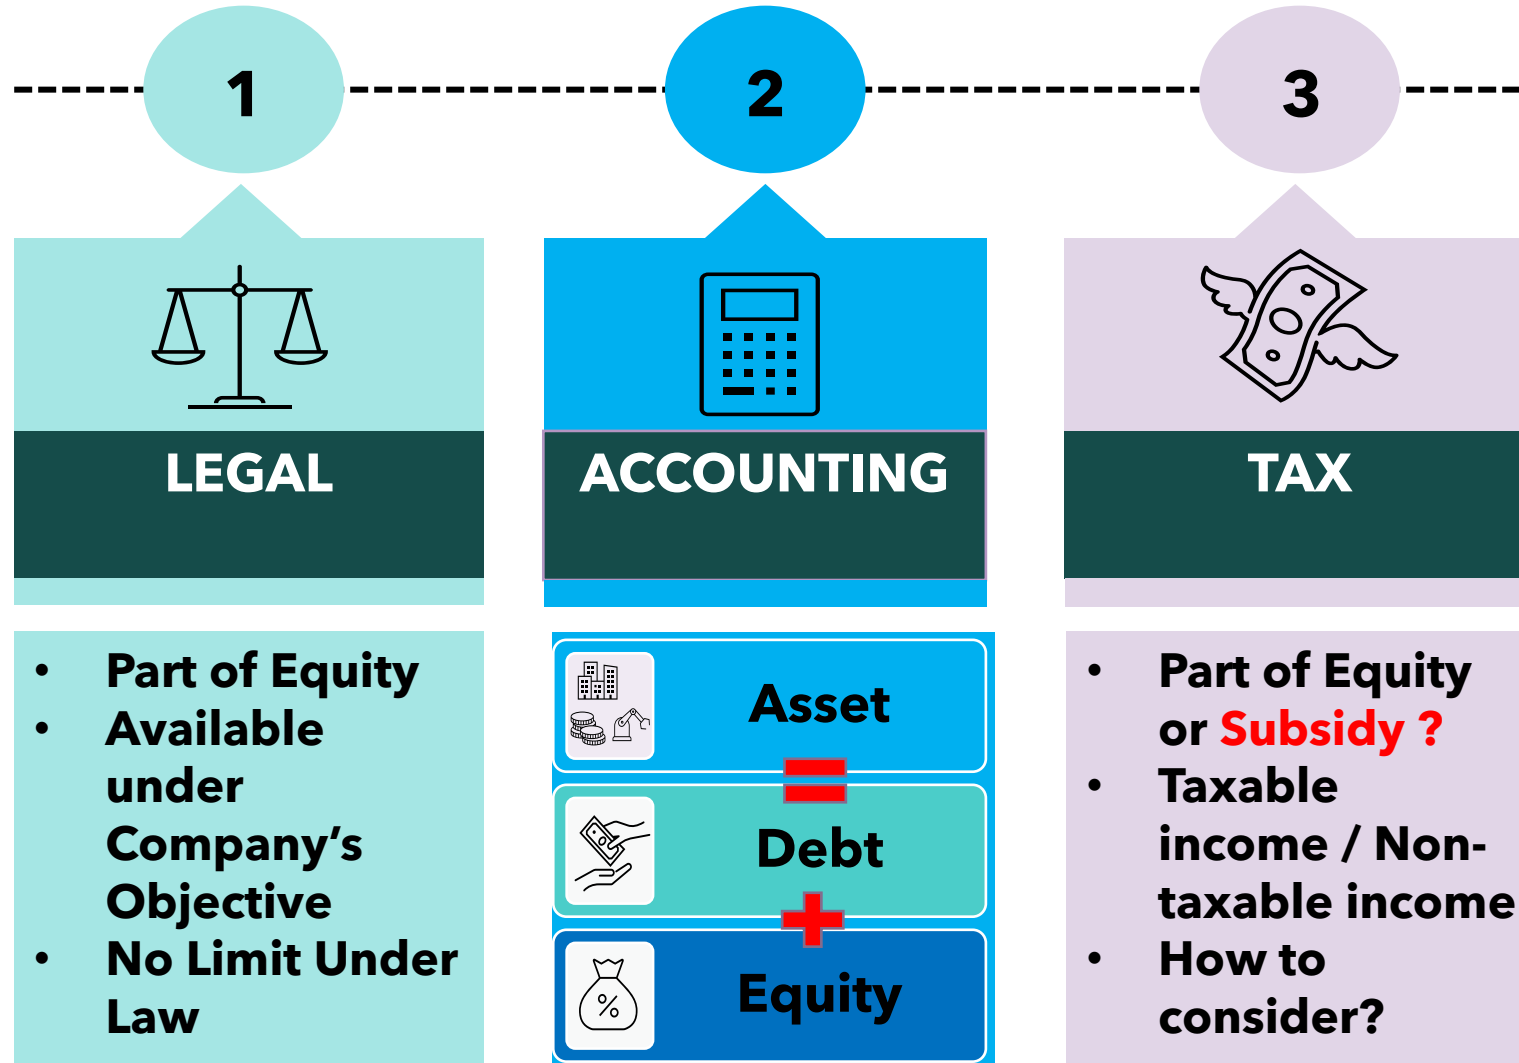 1
2
3
LEGAL
ACCOUNTING
TAX
• Part of Equity
• Available
under
Company’s
Objective
• No Limit Under
Law
Asset
=
Debt
+
Equity
%
• Part of Equity
or Subsidy ?
• Taxable
income / Non-
taxable income
• How to
consider?